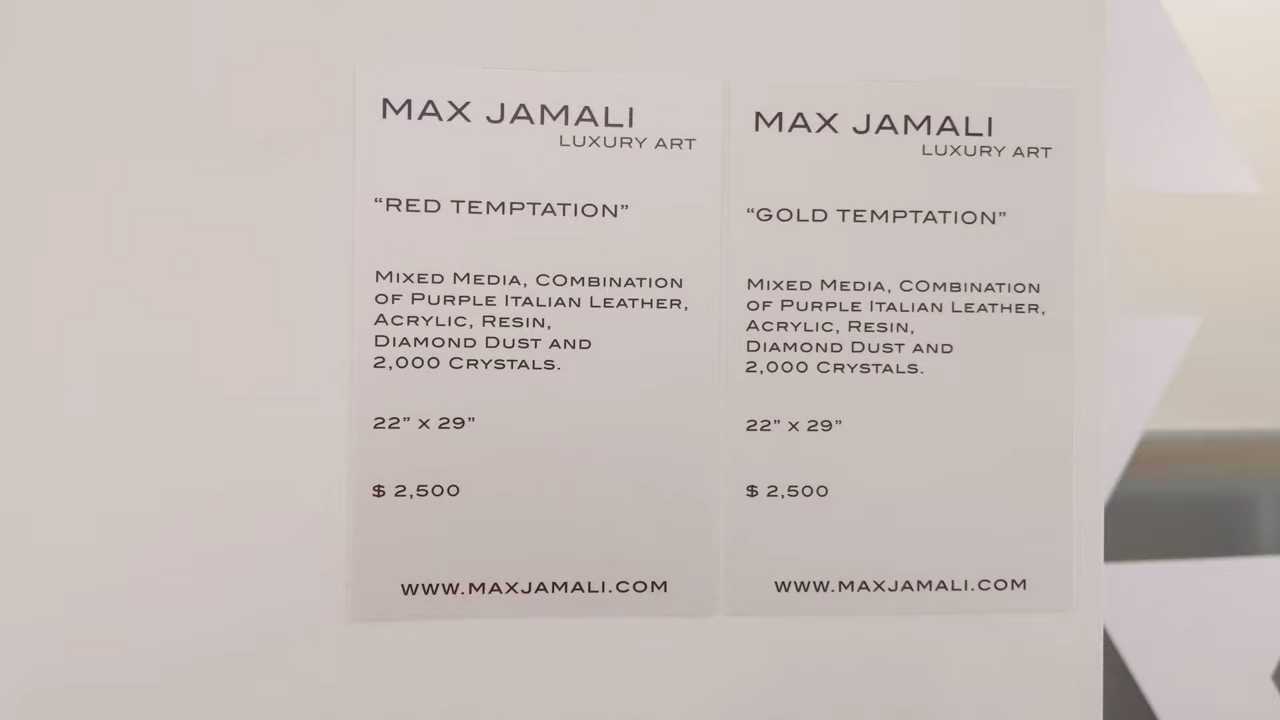 MAX JAMALI
LUXURY ART
“RED TEMPTATION”
MIXED MEDIA, COMBINATION
OF PURPLE ITALIAN LEATHER,
ACRYLIC, RESIN,
DIAMOND DUST AND
2,000 CRYSTALS.
22” X 29”
$ 2,500
WWW.MAXJAMALI.COM
MAX JAMALI
LUXURY ART
“GOLD TEMPTATION”
MIXED MEDIA, COMBINATION
OF PURPLE ITALIAN LEATHER,
ACRYLIC, RESIN,
DIAMOND DUST AND
2,000 CRYSTALS.
22” X 29”
$ 2,500
WWW.MAXJAMALI.COM